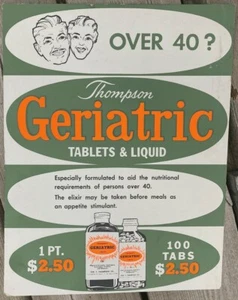 OVER 40?
Thompson
Geriatric
TABLETS & LIQUID
Especially formulated to aid the nutritional
requirements of persons over 40.
The elixir may be taken before meals as
an appetite stimulant.
1 PT.
$2.50
GERIATRIC
100
TABS
$2.50